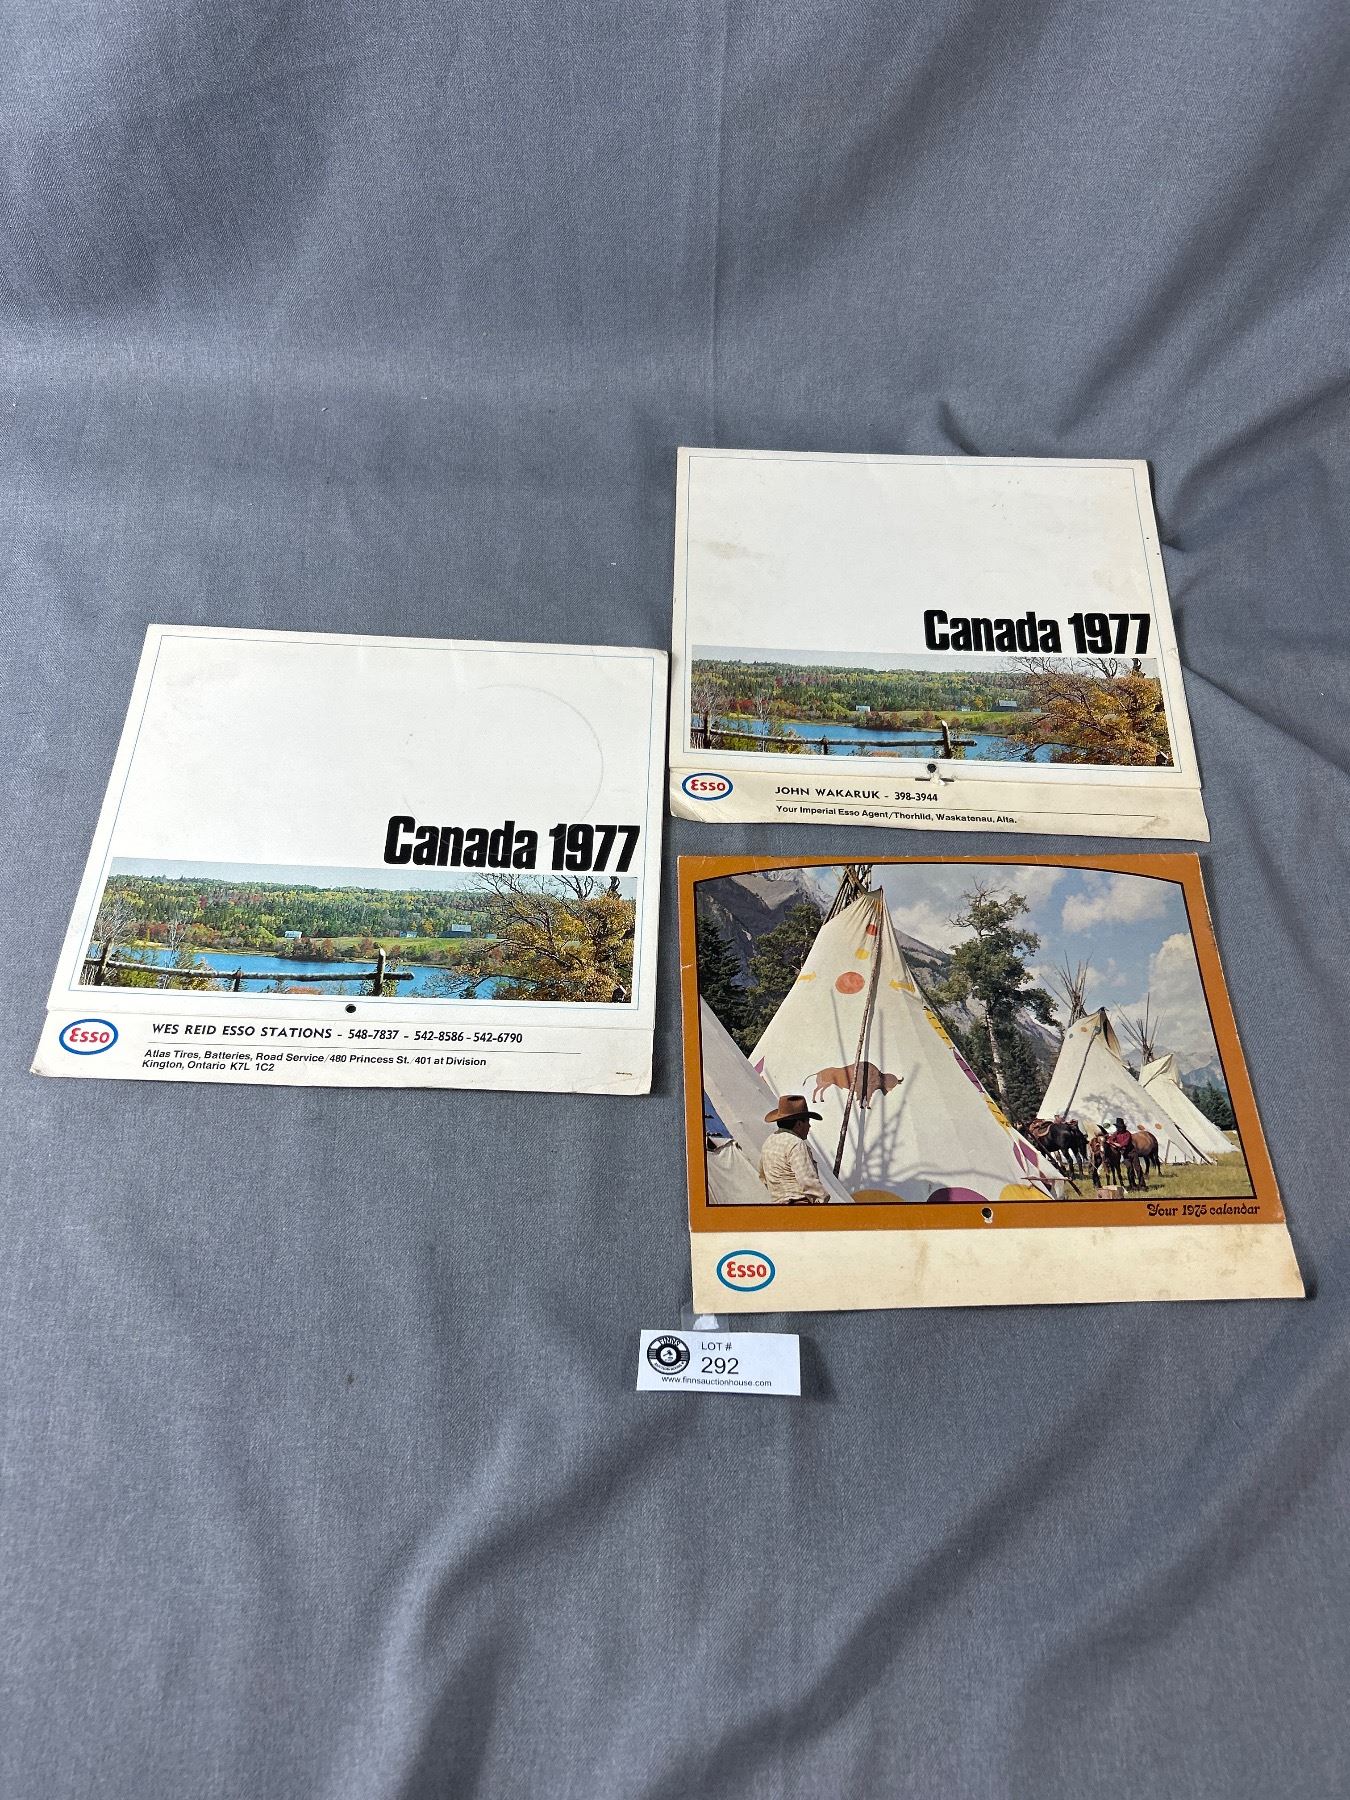 Canada 1977
Esso
JOHN WAKARUK - 398-3944
Your Imperial Esso Agent/Thorhild, Waskatenau, Alta.
Canada 1977
Esso
WES REID ESSO STATIONS - 548-7837 - 542-8586 - 542-6790
Atlas Tires, Batteries, Road Service/480 Princess St./401 at Division
Kington, Ontario K7L 1C2
Your 1975 calendar
Esso
FINNS
LOT #
292
www.finnsauctionhouse.com